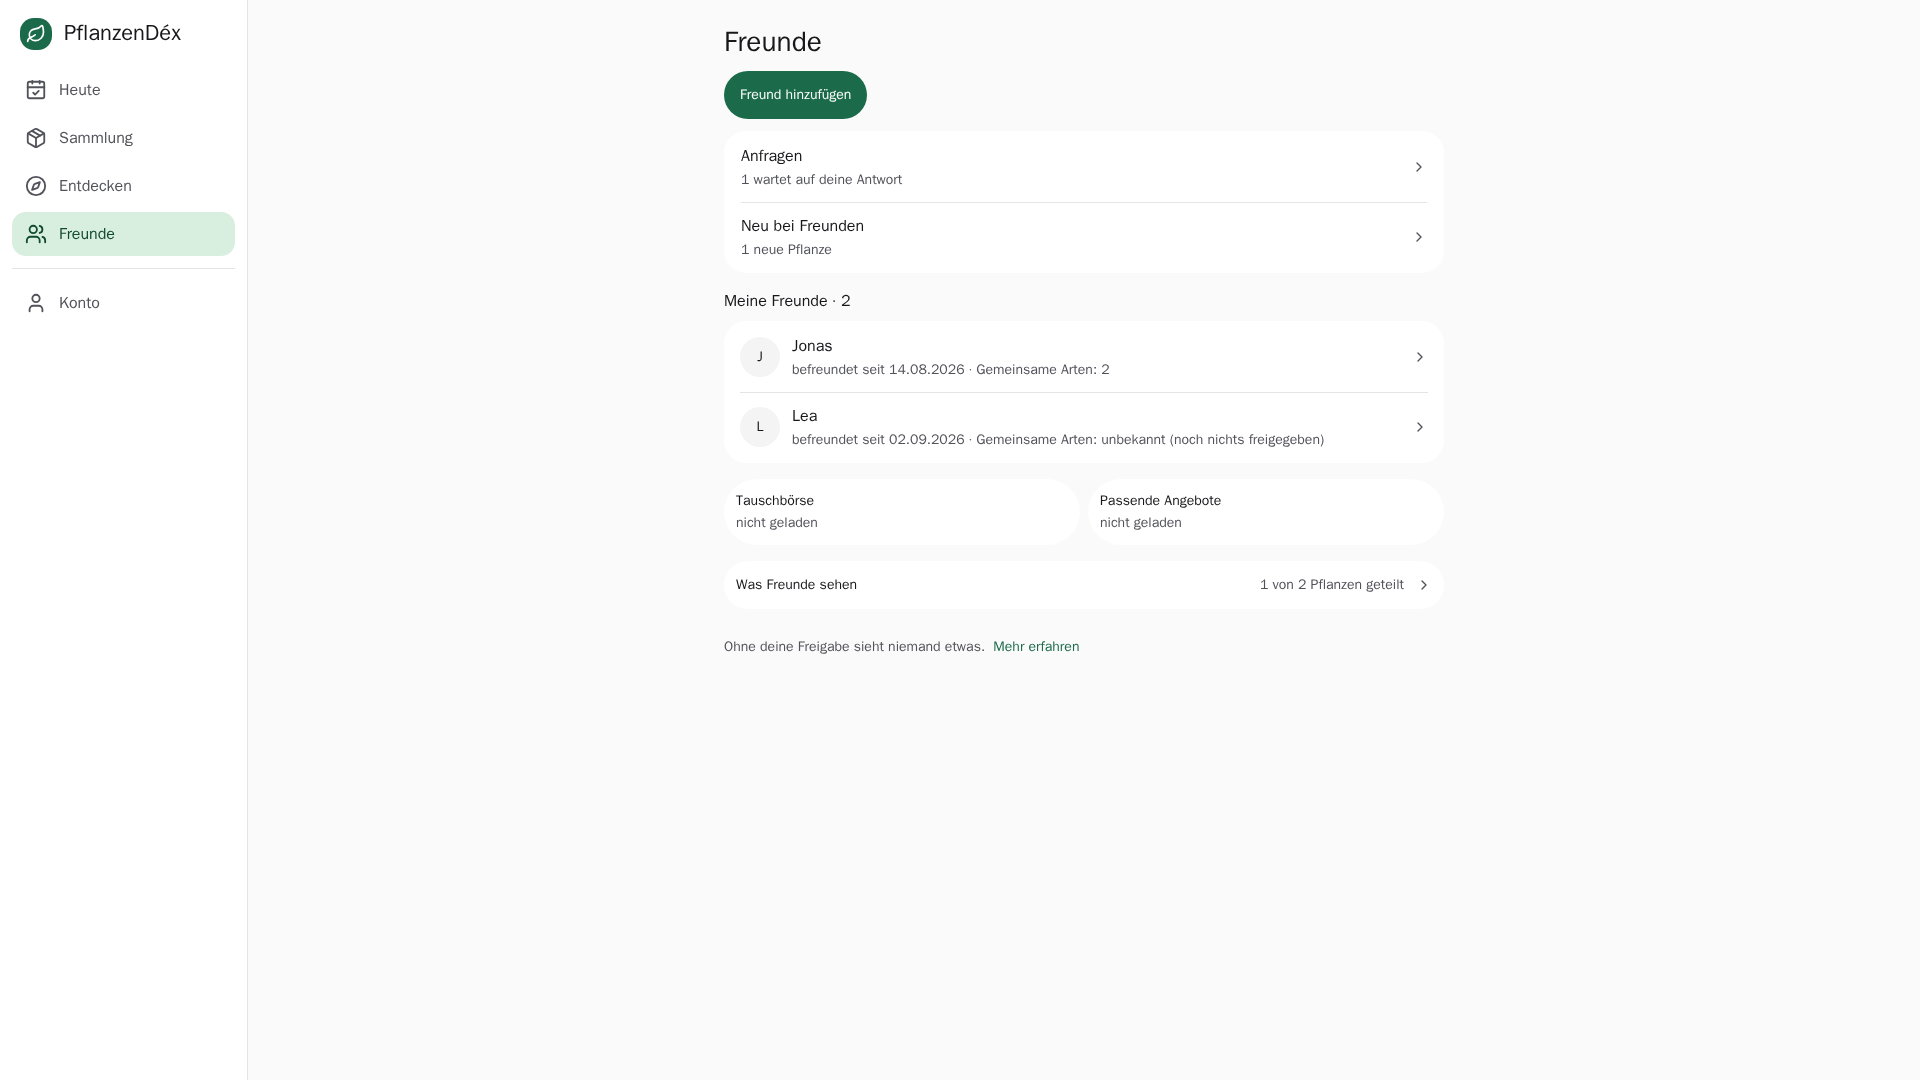 PflanzenDéx
Heute
Sammlung
Entdecken
Freunde
Konto
Freunde
Freund hinzufügen
Anfragen
1 wartet auf deine Antwort
Neu bei Freunden
1 neue Pflanze
Meine Freunde · 2
J
Jonas
befreundet seit 14.08.2026 · Gemeinsame Arten: 2
L
Lea
befreundet seit 02.09.2026 · Gemeinsame Arten: unbekannt (noch nichts freigegeben)
Tauschbörse
nicht geladen
Passende Angebote
nicht geladen
Was Freunde sehen
1 von 2 Pflanzen geteilt
Ohne deine Freigabe sieht niemand etwas. Mehr erfahren